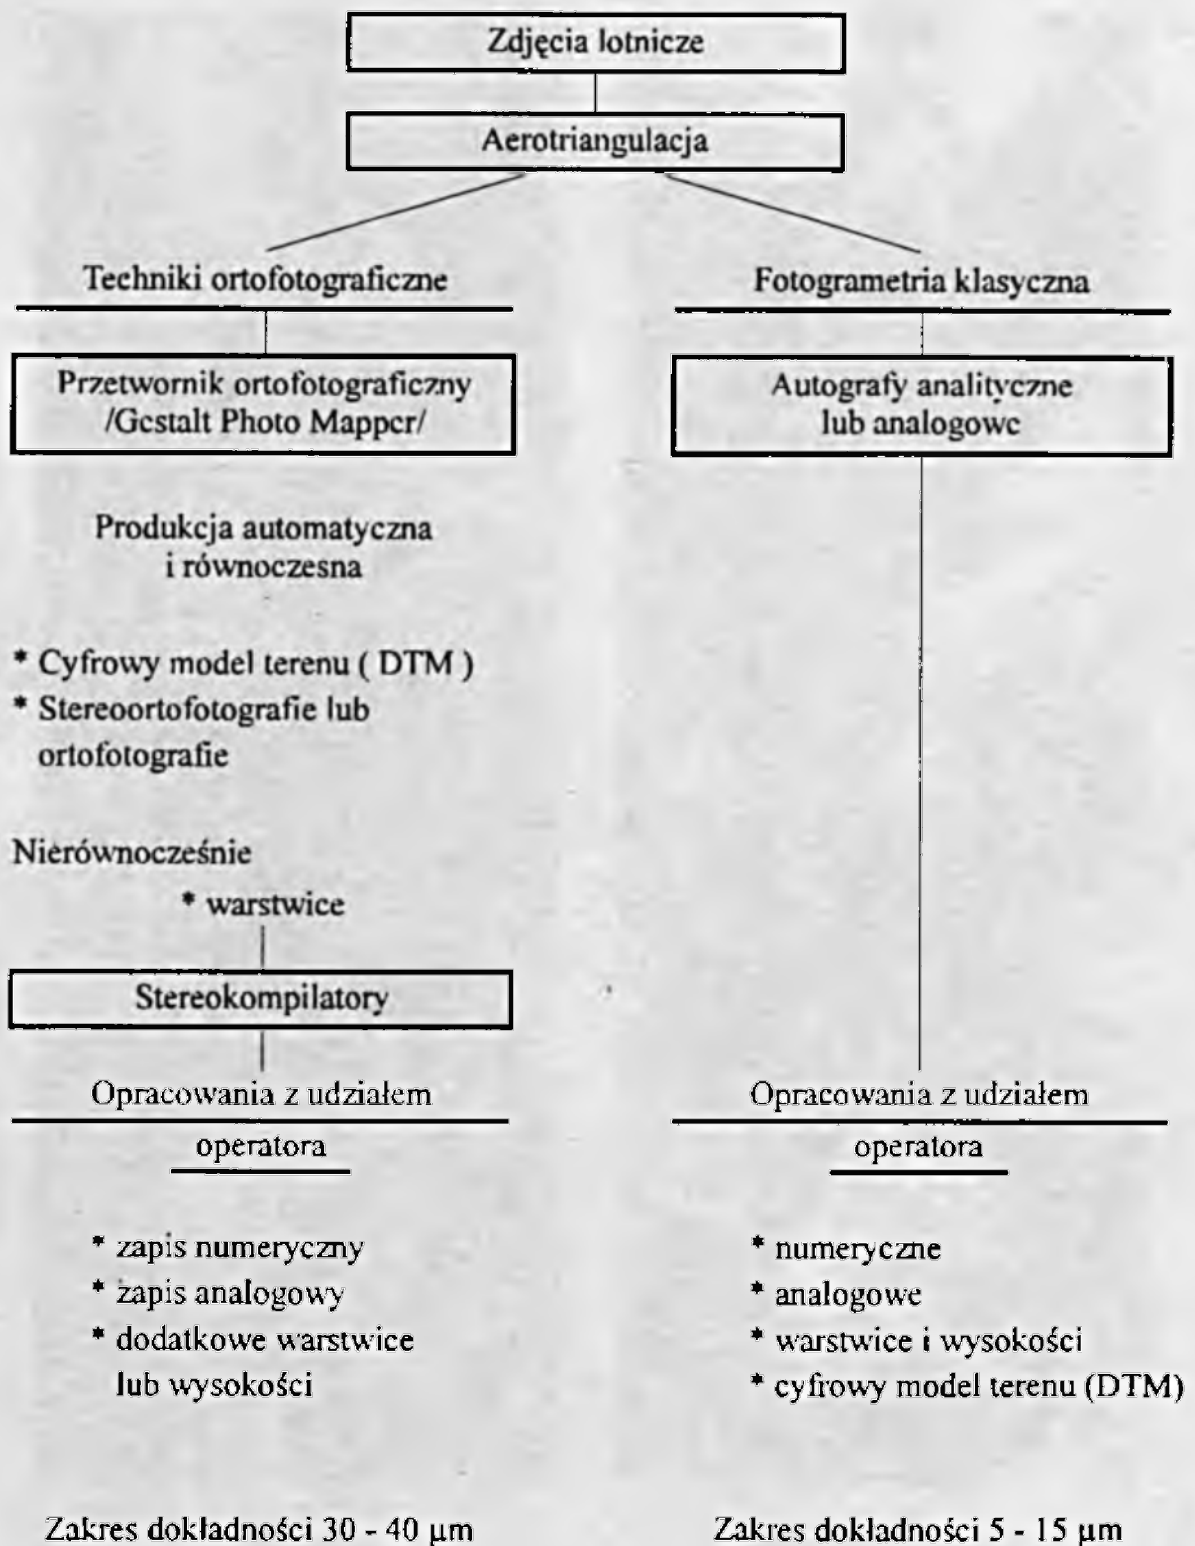 Zdjęcia lotnicze
Aerotriangulacja
Techniki ortofotograficzne
Przetwornik ortofotograficzny
/Gestalt Photo Mapper/
Produkcja automatyczna
i równoczesna
* Cyfrowy model terenu ( DTM )
* Stereoortofotografie lub
ortofotografie
Nierównocześnie
* warstwice
Stereokompilatory
Opracowania z udziałem
operatora
* zapis numeryczny
* zapis analogowy
* dodatkowe warstwice
lub wysokości
Zakres dokładności 30 - 40 µm
Fotogrametria klasyczna
Autografy analityczne
lub analogowe
Opracowania z udziałem
operatora
* numeryczne
* analogowe
* warstwice i wysokości
* cyfrowy model terenu (DTM)
Zakres dokładności 5 - 15 µm